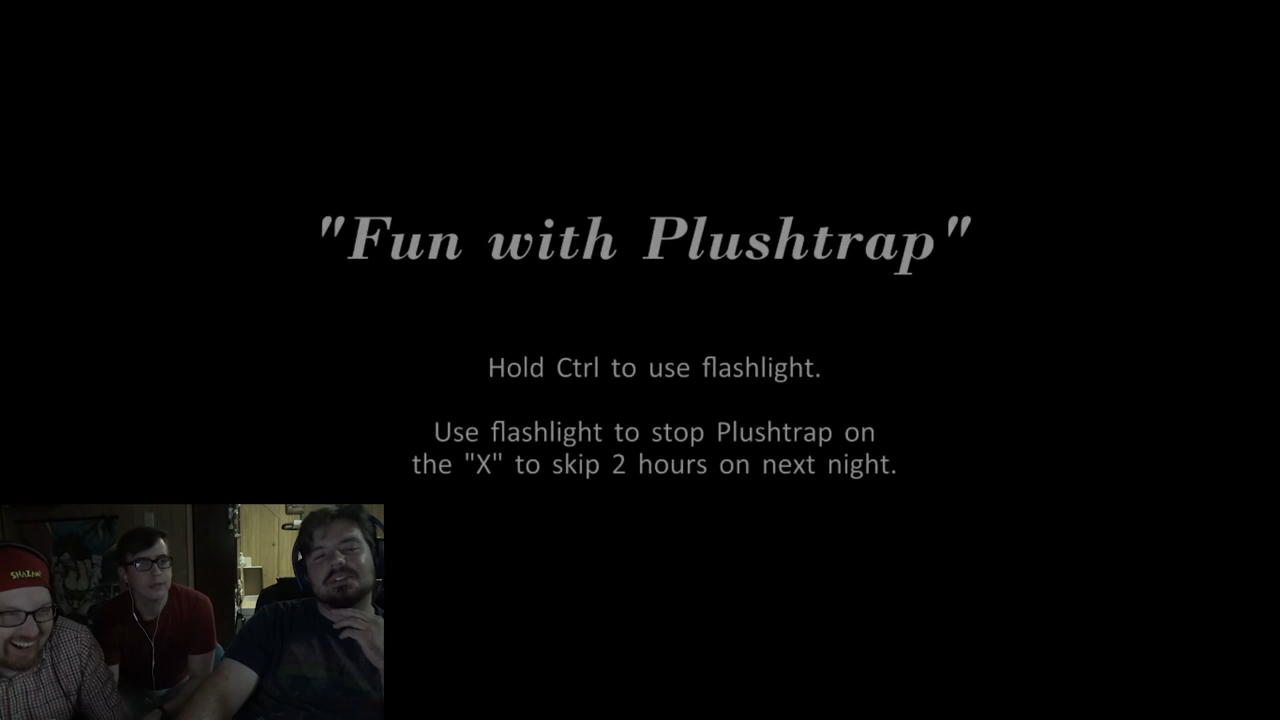 "Fun with Plushtrap"
Hold Ctrl to use flashlight.
Use flashlight to stop Plushtrap on
the "X" to skip 2 hours on next night.
SHAZAM